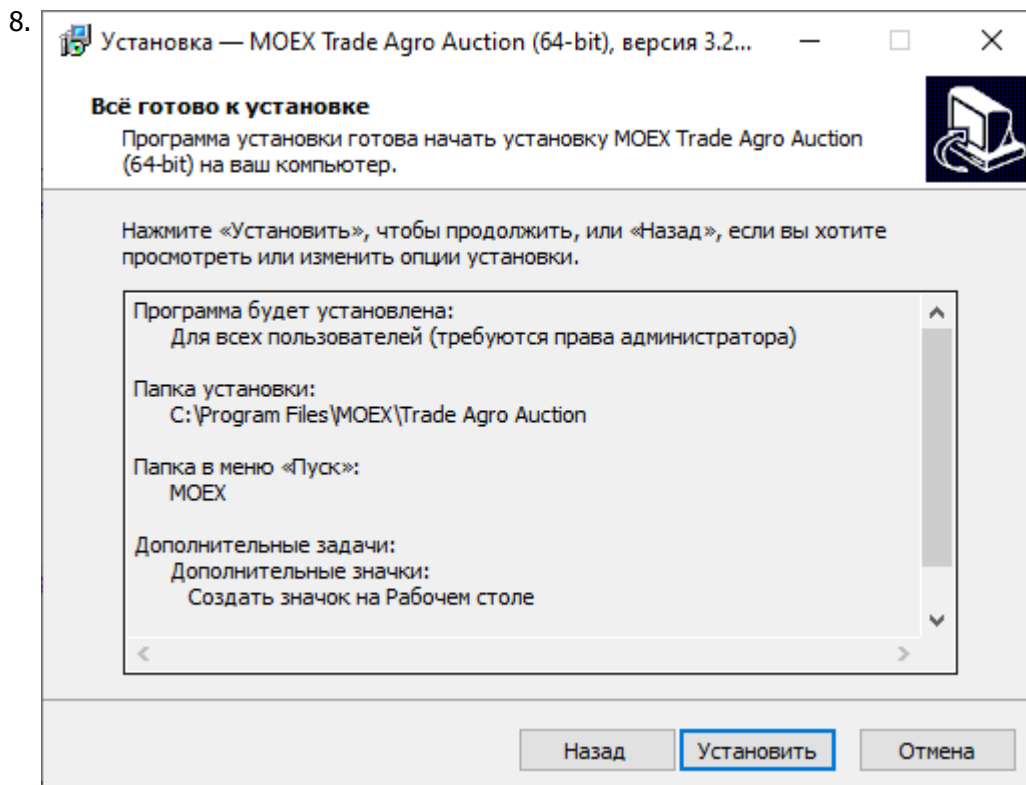 8.
Установка — MOEX Trade Agro Auction (64-bit), версия 3.2...
Всё готово к установке
Программа установки готова начать установку MOEX Trade Agro Auction
(64-bit) на ваш компьютер.
Нажмите «Установить», чтобы продолжить, или «Назад», если вы хотите
просмотреть или изменить опции установки.
Программа будет установлена:
Для всех пользователей (требуются права администратора)
Папка установки:
C:\Program Files\MOEX\Trade Agro Auction
Папка в меню «Пуск»:
MOEX
Дополнительные задачи:
Дополнительные значки:
Создать значок на Рабочем столе
Назад Установить Отмена